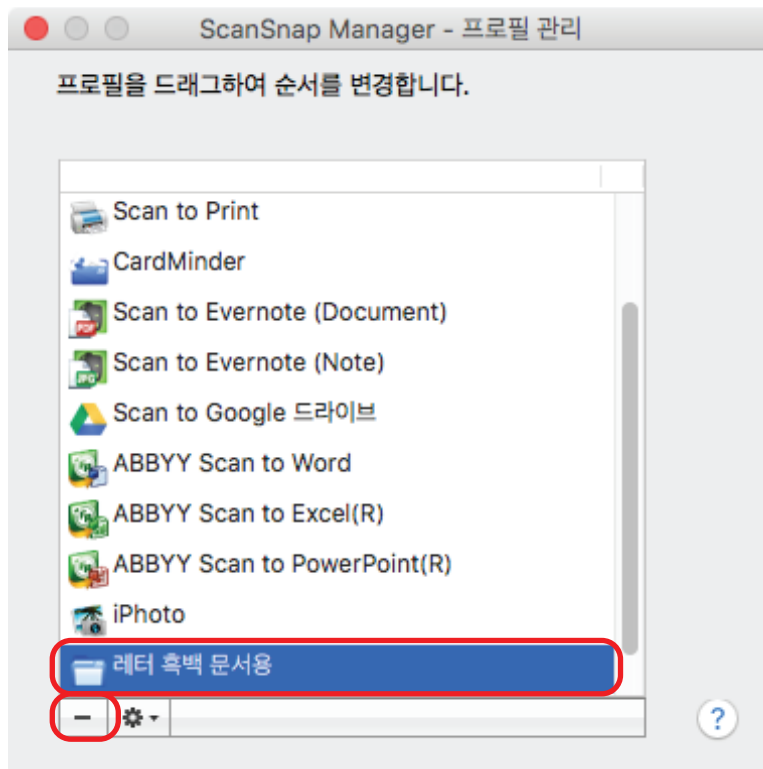 ScanSnap Manager - 프로필 관리
프로필을 드래그하여 순서를 변경합니다.
Scan to Print
CardMinder
Scan to Evernote (Document)
Scan to Evernote (Note)
Scan to Google 드라이브
ABBYY Scan to Word
ABBYY Scan to Excel(R)
ABBYY Scan to PowerPoint(R)
iPhoto
레터 흑백 문서용
?